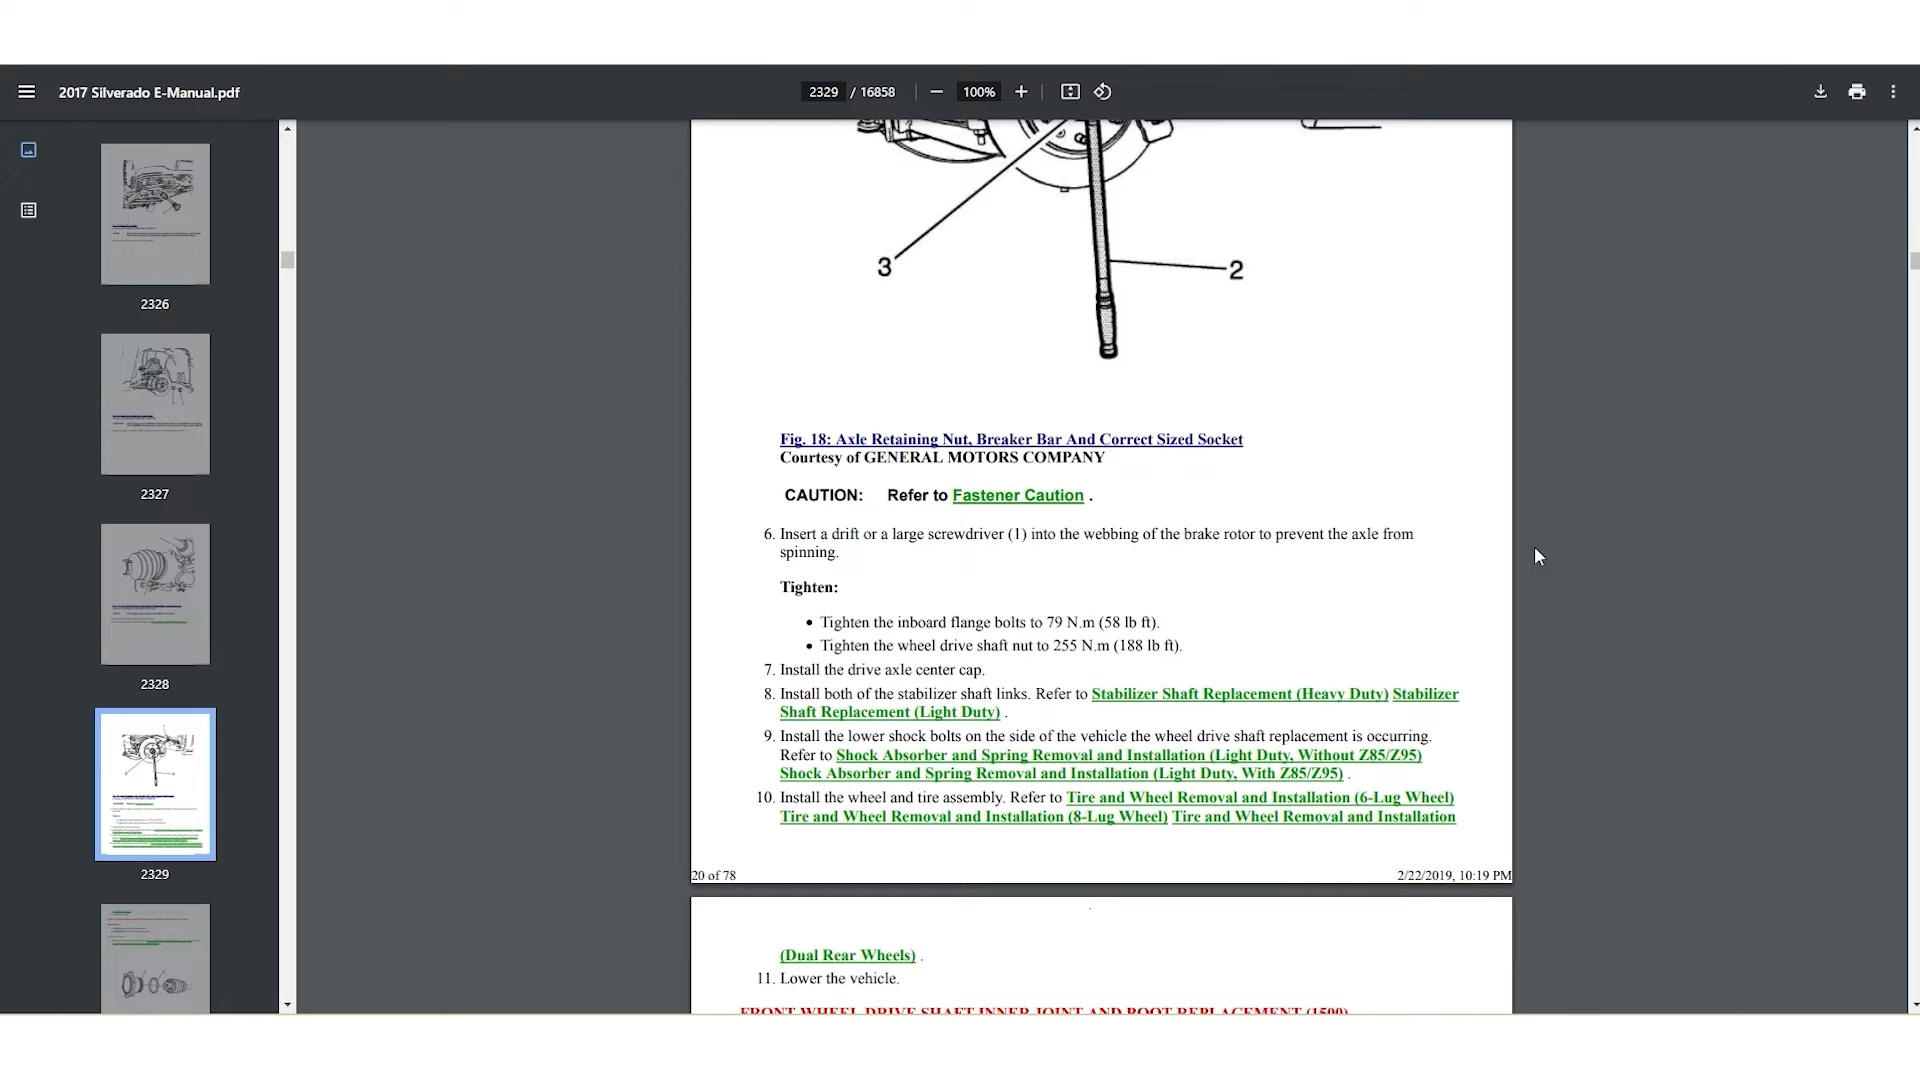 2017 Silverado E-Manual.pdf
2329 / 16858
100%
2326
2327
2328
2329
3
2
Fig. 18: Axle Retaining Nut, Breaker Bar And Correct Sized Socket
Courtesy of GENERAL MOTORS COMPANY
CAUTION: Refer to Fastener Caution .
6. Insert a drift or a large screwdriver (1) into the webbing of the brake rotor to prevent the axle from
spinning.
Tighten:
• Tighten the inboard flange bolts to 79 N.m (58 lb ft).
• Tighten the wheel drive shaft nut to 255 N.m (188 lb ft).
7. Install the drive axle center cap.
8. Install both of the stabilizer shaft links. Refer to Stabilizer Shaft Replacement (Heavy Duty) Stabilizer
Shaft Replacement (Light Duty) .
9. Install the lower shock bolts on the side of the vehicle the wheel drive shaft replacement is occurring.
Refer to Shock Absorber and Spring Removal and Installation (Light Duty, Without Z85/Z95)
Shock Absorber and Spring Removal and Installation (Light Duty, With Z85/Z95) .
10. Install the wheel and tire assembly. Refer to Tire and Wheel Removal and Installation (6-Lug Wheel)
Tire and Wheel Removal and Installation (8-Lug Wheel) Tire and Wheel Removal and Installation
20 of 78
2/22/2019, 10:19 PM
(Dual Rear Wheels) .
11. Lower the vehicle.
FRONT WHEEL DRIVE SHAFT INNER JOINT AND BOOT REPLACEMENT (1500)